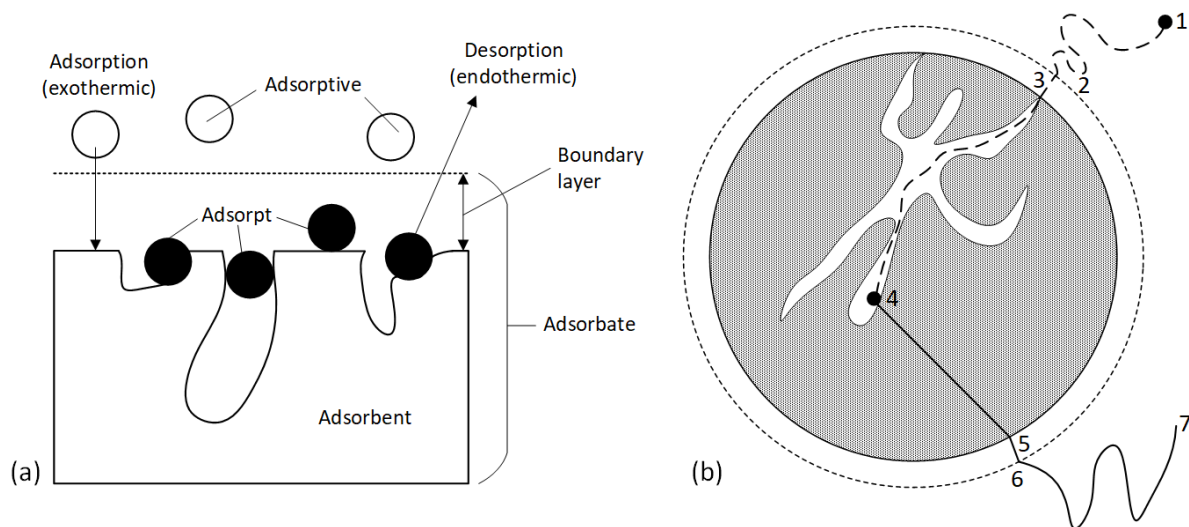 (a)
Adsorption
(exothermic)
Adsorptive
Desorption
(endothermic)
Boundary
layer
Adsorpt
Adsorbate
Adsorbent
(b)
1
2
3
4
5
6
7